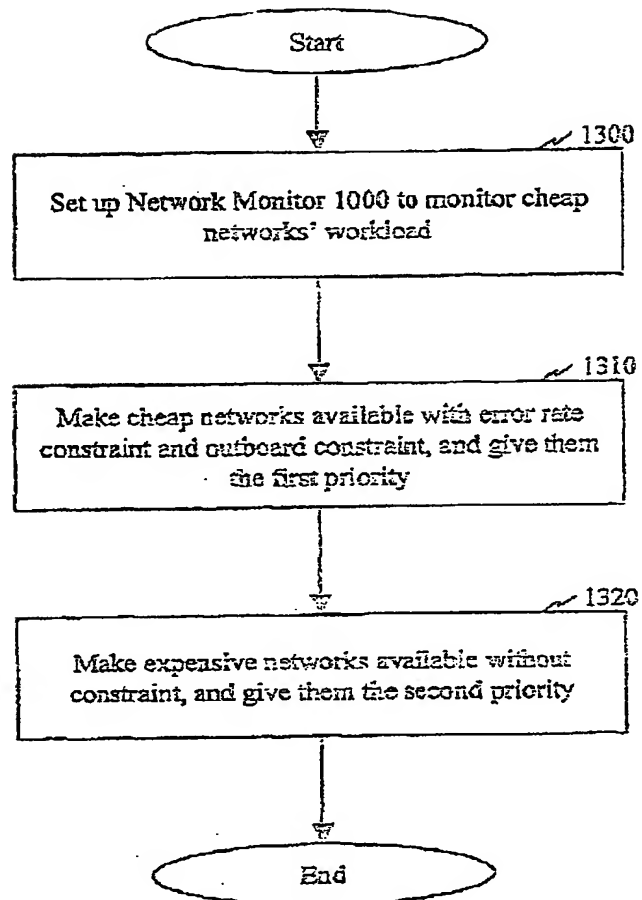 Start
1300
Set up Network Monitor 1000 to monitor cheap
networks' workload
1310
Make cheap networks available with error rate
constraint and outboard constraint, and give them
the first priority
1320
Make expensive networks available without
constraint, and give them the second priority
End